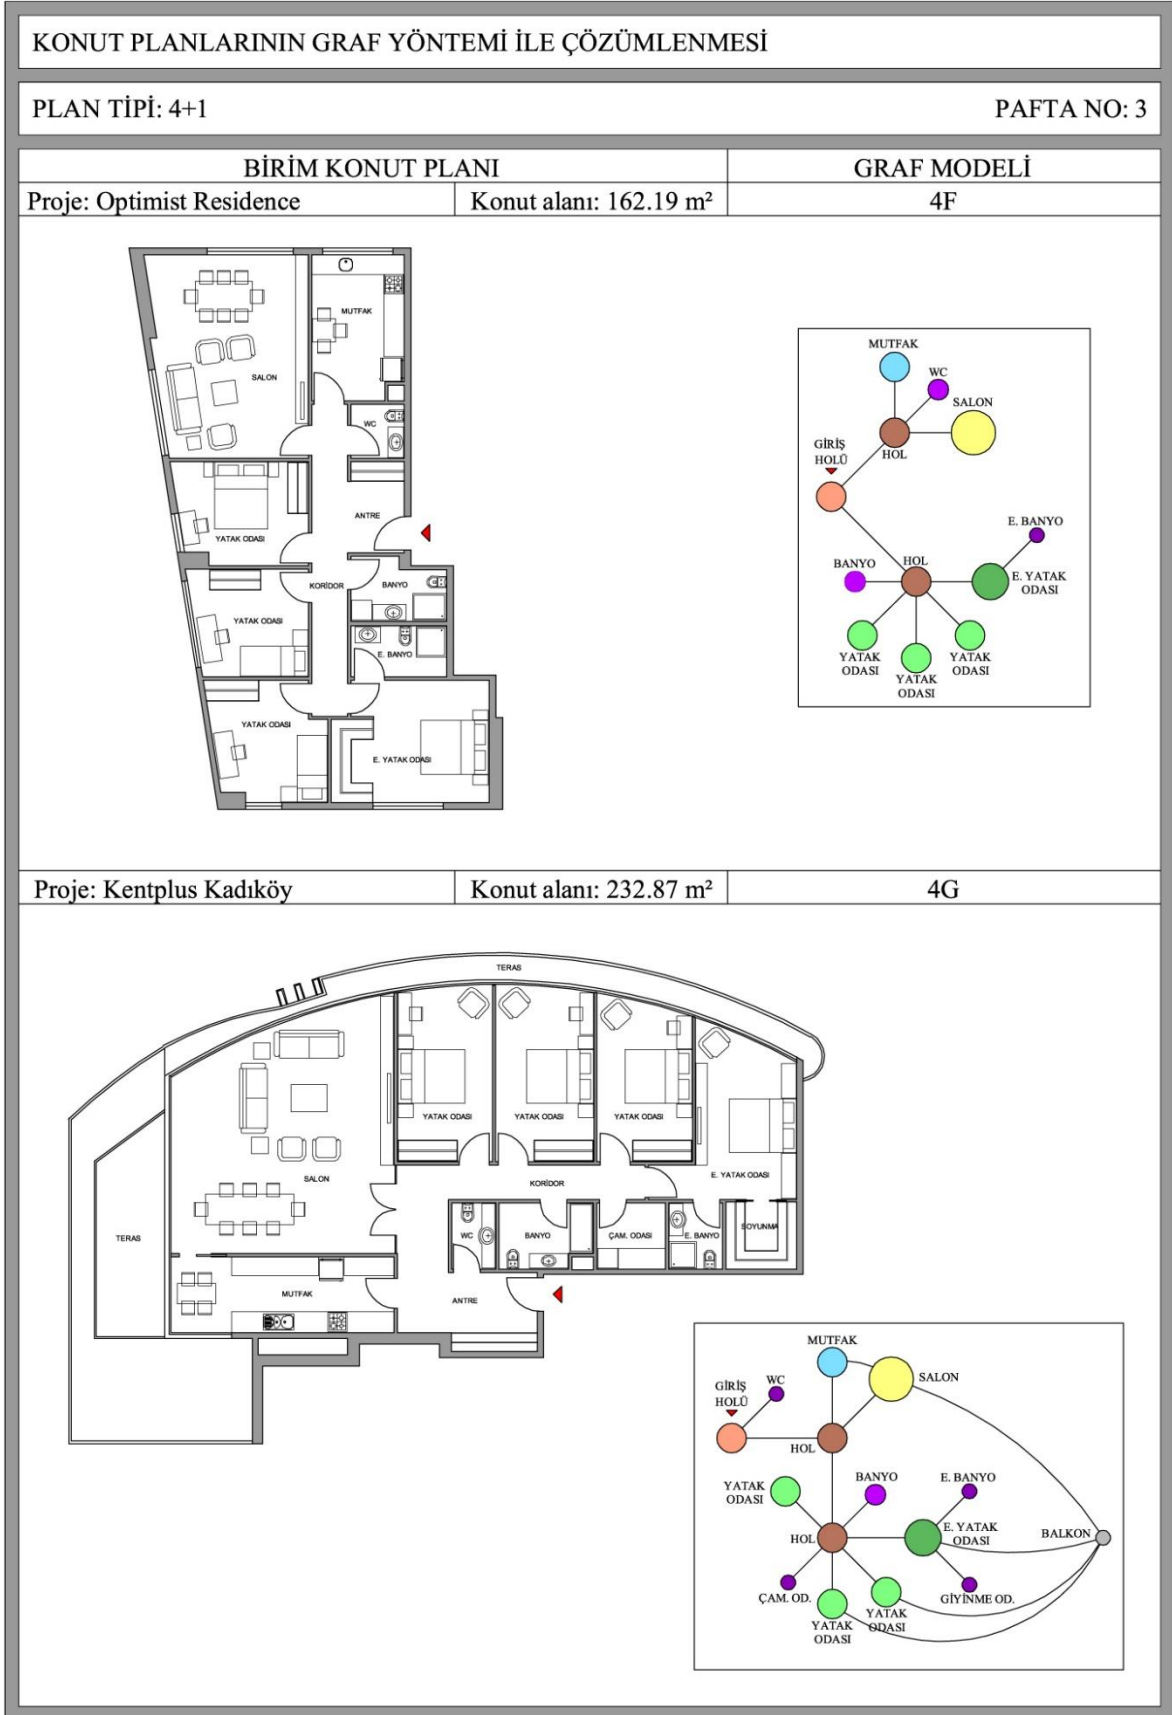 KONUT PLANLARININ GRAF YÖNTEMİ İLE ÇÖZÜMLENMESİ
PLAN TİPİ: 4+1
PAFTA NO: 3
BİRİM KONUT PLANI
GRAF MODELİ
Proje: Optimist Residence
Konut alanı: 162.19 m²
4F
MUTFAK
SALON
WC
ANTRE
YATAK ODASI
KORİDOR
BANYO
YATAK ODASI
E. BANYO
YATAK ODASI
E. YATAK ODASI
MUTFAK
WC
SALON
GİRİŞ
HOLÜ
HOL
E. BANYO
BANYO
HOL
E. YATAK
ODASI
YATAK
ODASI
YATAK
ODASI
YATAK
ODASI
Proje: Kentplus Kadıköy
Konut alanı: 232.87 m²
4G
TERAS
YATAK ODASI
YATAK ODASI
YATAK ODASI
SALON
KORİDOR
E. YATAK ODASI
TERAS
WC
BANYO
ÇAM. ODASI
E. BANYO
SOYUNMA
MUTFAK
ANTRE
MUTFAK
SALON
GİRİŞ
HOLÜ
WC
HOL
YATAK
ODASI
BANYO
E. BANYO
HOL
E. YATAK
ODASI
BALKON
ÇAM. OD.
YATAK
ODASI
YATAK
ODASI
GİYİNME OD.